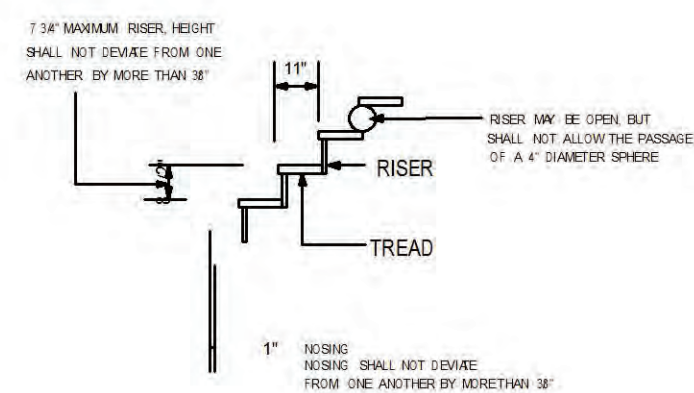 7 3/4" MAXIMUM RISER, HEIGHT
SHALL NOT DEVIATE FROM ONE
ANOTHER BY MORE THAN 38"
11"
RISER MAY BE OPEN, BUT
SHALL NOT ALLOW THE PASSAGE
OF A 4" DIAMETER SPHERE
RISER
TREAD
1" NOSING
NOSING SHALL NOT DEVIATE
FROM ONE ANOTHER BY MORETHAN 38"